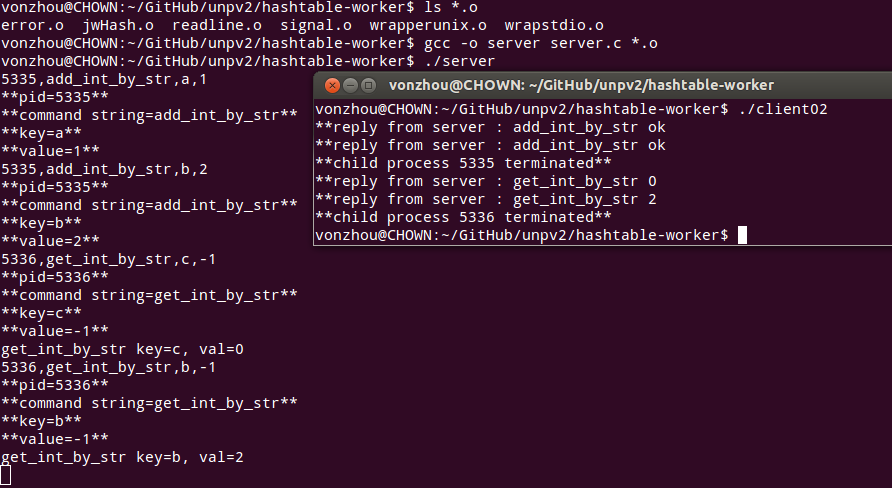 vonzhou@CHOWN:~/GitHub/unpv2/hashtable-worker$ ls *.o
error.o  jwHash.o  readline.o  signal.o  wrapperunix.o  wrapstdio.o
vonzhou@CHOWN:~/GitHub/unpv2/hashtable-worker$ gcc -o server server.c *.o
vonzhou@CHOWN:~/GitHub/unpv2/hashtable-worker$ ./server
5335,add_int_by_str,a,1
**pid=5335**
**command string=add_int_by_str**
**key=a**
**value=1**
5335,add_int_by_str,b,2
**pid=5335**
**command string=add_int_by_str**
**key=b**
**value=2**
5336,get_int_by_str,c,-1
**pid=5336**
**command string=get_int_by_str**
**key=c**
**value=-1**
get_int_by_str key=c, val=0
5336,get_int_by_str,b,-1
**pid=5336**
**command string=get_int_by_str**
**key=b**
**value=-1**
get_int_by_str key=b, val=2
vonzhou@CHOWN: ~/GitHub/unpv2/hashtable-worker
vonzhou@CHOWN:~/GitHub/unpv2/hashtable-worker$ ./client02
**reply from server : add_int_by_str ok
**reply from server : add_int_by_str ok
**child process 5335 terminated**
**reply from server : get_int_by_str 0
**reply from server : get_int_by_str 2
**child process 5336 terminated**
vonzhou@CHOWN:~/GitHub/unpv2/hashtable-worker$